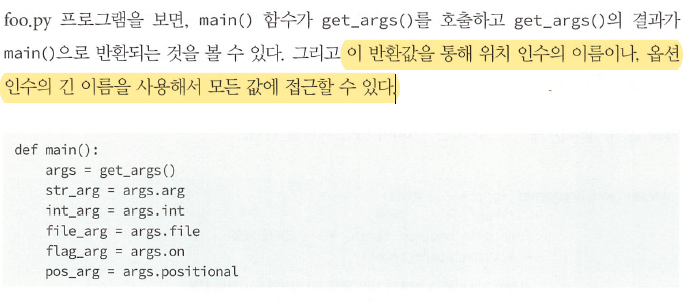 foo.py 프로그램을 보면, main() 함수가 get_args()를 호출하고 get_args()의 결과가
main()으로 반환되는 것을 볼 수 있다. 그리고 이 반환값을 통해 위치 인수의 이름이나, 옵션
인수의 긴 이름을 사용해서 모든 값에 접근할 수 있다.
def main():
    args = get_args()
    str_arg = args.arg
    int_arg = args.int
    file_arg = args.file
    flag_arg = args.on
    pos_arg = args.positional